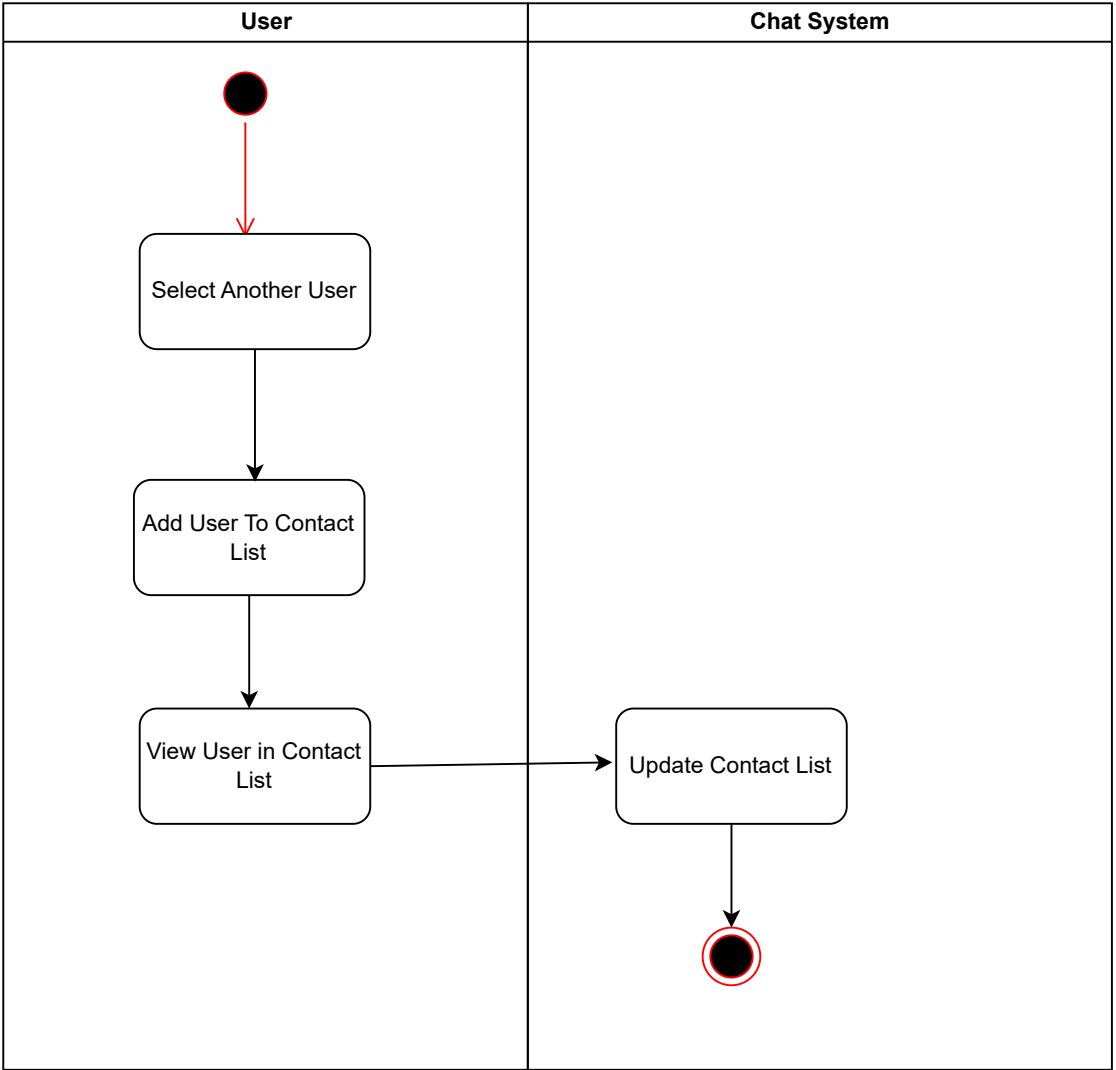 User
Chat System
Select Another User
Add User To Contact
List
View User in Contact
List
Update Contact List